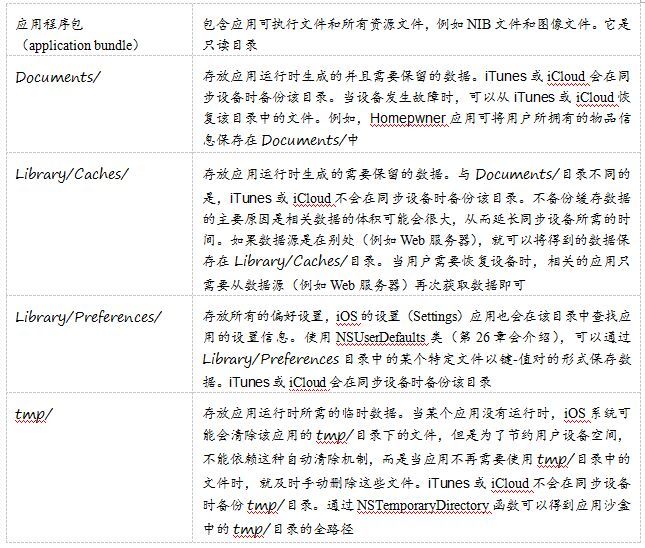 应用程序包
（application bundle）
包含应用可执行文件和所有资源文件，例如 NIB 文件和图像文件。它是
只读目录
Documents/
存放应用运行时生成的并且需要保留的数据。iTunes 或 iCloud 会在同
步设备时备份该目录。当设备发生故障时，可以从 iTunes 或 iCloud 恢
复该目录中的文件。例如，Homepwner 应用可将用户所拥有的物品信
息保存在 Documents/中
Library/Caches/
存放应用运行时生成的需要保留的数据。与 Documents/目录不同的
是，iTunes 或 iCloud 不会在同步设备时备份该目录。不备份缓存数据
的主要原因是相关数据的体积可能会很大，从而延长同步设备所需的时
间。如果数据源是在别处（例如 Web 服务器），就可以将得到的数据保
存在 Library/Caches/目录。当用户需要恢复设备时，相关的应用只
需要从数据源（例如 Web 服务器）再次获取数据即可
Library/Preferences/
存放所有的偏好设置，iOS 的设置（Settings）应用也会在该目录中查找应
用的设置信息。使用 NSUserDefaults 类（第 26 章会介绍），可以通过
Library/Preferences 目录中的某个特定文件以键-值对的形式保存数
据。iTunes 或 iCloud 会在同步设备时备份该目录
tmp/
存放应用运行时所需的临时数据。当某个应用没有运行时，iOS 系统可
能会清除该应用的 tmp/目录下的文件，但是为了节约用户设备空间，
不能依赖这种自动清除机制，而是当应用不再需要使用 tmp/目录中的
文件时，就及时手动删除这些文件。iTunes 或 iCloud 不会在同步设备
时备份 tmp/目录。通过 NSTemporaryDirectory 函数可以得到应用沙盒
中的 tmp/目录的全路径